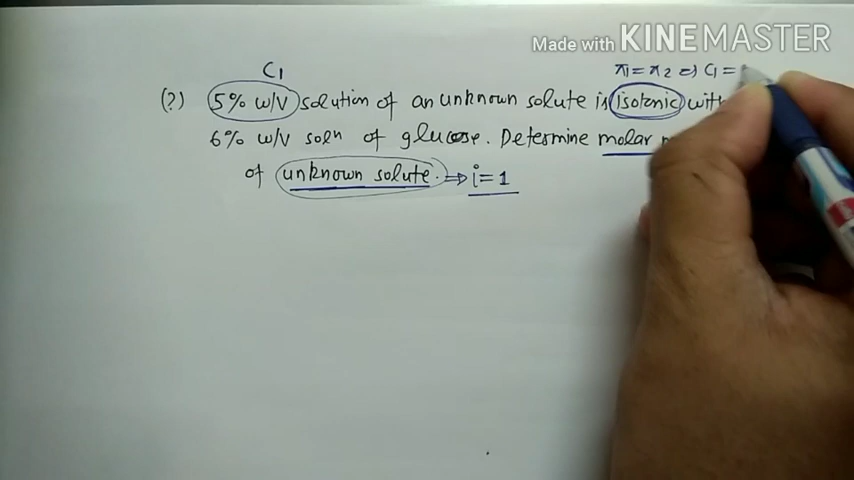 Made with KINEMASTER
C1
π1 = π2 ⇒ C1 =
(?) 5% w/v solution of an unknown solute is isotonic with
6% w/v soln of glucose. Determine molar
of unknown solute. ⇒ i = 1